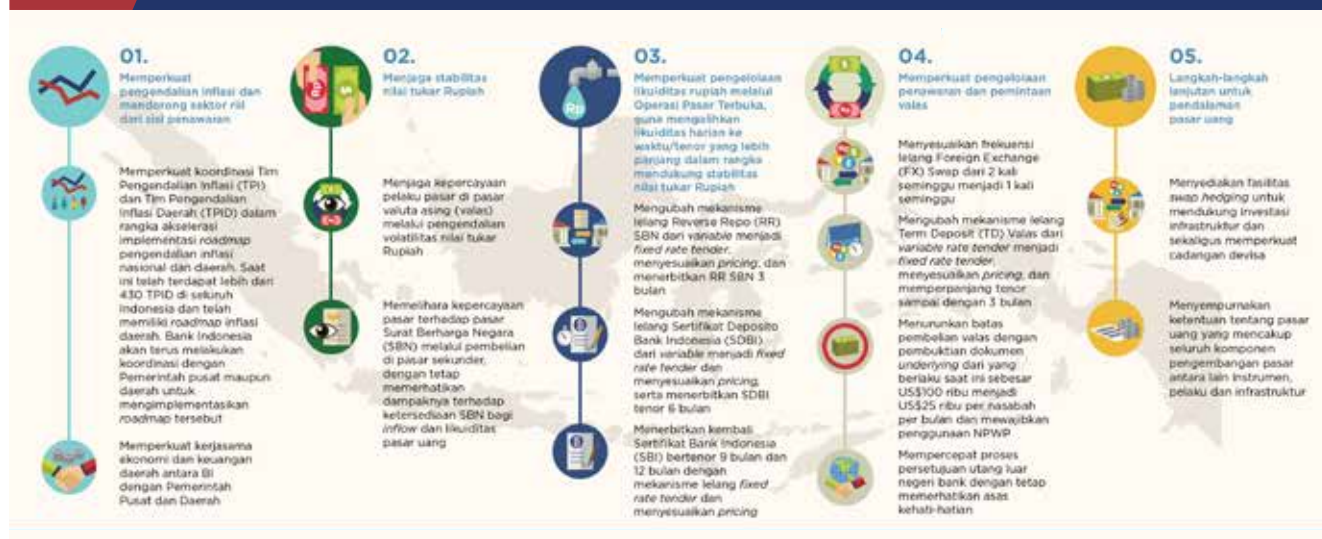 01.
Memperkuat
pengendalian inflasi dan
mendorong sektor riil
dari sisi penawaran
Memperkuat koordinasi Tim
Pengendalian Inflasi (TPI)
dan Tim Pengendalian
Inflasi Daerah (TPID) dalam
rangka akselerasi
implementasi roadmap
pengendalian inflasi
nasional dan daerah. Saat
ini telah terdapat lebih dari
430 TPID di seluruh
Indonesia dan telah
memiliki roadmap inflasi
daerah. Bank Indonesia
akan terus melakukan
koordinasi dengan
Pemerintah pusat maupun
daerah untuk
mengimplementasikan
roadmap tersebut
Memperkuat kerjasama
ekonomi dan keuangan
daerah antara BI
dengan Pemerintah
Pusat dan Daerah
02.
Menjaga stabilitas
nilai tukar Rupiah
Menjaga kepercayaan
pelaku pasar di pasar
valuta asing (valas)
melalui pengendalian
volatilitas nilai tukar
Rupiah
Memelihara kepercayaan
pasar terhadap pasar
Surat Berharga Negara
(SBN) melalui pembelian
di pasar sekunder,
dengan tetap
memerhatikan
dampaknya terhadap
ketersediaan SBN bagi
inflow dan likuiditas
pasar uang
03.
Memperkuat pengelolaan
likuiditas rupiah melalui
Operasi Pasar Terbuka,
guna mengalihkan
likuiditas harian ke
waktu/tenor yang lebih
panjang dalam rangka
mendukung stabilitas
nilai tukar Rupiah
Mengubah mekanisme
lelang Reverse Repo (RR)
SBN dari variable menjadi
fixed rate tender,
menyesuaikan pricing, dan
menerbitkan RR SBN 3
bulan
Mengubah mekanisme
lelang Sertifikat Deposito
Bank Indonesia (SDBI)
dari variable menjadi fixed
rate tender dan
menyesuaikan pricing,
serta menerbitkan SDBI
tenor 6 bulan
Menerbitkan kembali
Sertifikat Bank Indonesia
(SBI) bertenor 9 bulan dan
12 bulan dengan
mekanisme lelang fixed
rate tender dan
menyesuaikan pricing
04.
Memperkuat pengelolaan
penawaran dan pemintaan
valas
Menyesuaikan frekuensi
lelang Foreign Exchange
(FX) Swap dari 2 kali
seminggu menjadi 1 kali
seminggu
Mengubah mekanisme lelang
Term Deposit (TD) Valas dari
variable rate tender menjadi
fixed rate tender,
menyesuaikan pricing, dan
memperpanjang tenor
sampai dengan 3 bulan
Menurunkan batas
pembelian valas dengan
pembuktian dokumen
underlying dari yang
berlaku saat ini sebesar
US$100 ribu menjadi
US$25 ribu per nasabah
per bulan dan mewajibkan
penggunaan NPWP
Mempercepat proses
persetujuan utang luar
negeri bank dengan tetap
memerhatikan asas
kehati-hatian
05.
Langkah-langkah
lanjutan untuk
pendalaman
pasar uang
Menyediakan fasilitas
swap hedging untuk
mendukung investasi
infrastruktur dan
sekaligus memperkuat
cadangan devisa
Menyempurnakan
ketentuan tentang pasar
uang yang mencakup
seluruh komponen
pengembangan pasar
antara lain instrumen,
pelaku dan infrastruktur